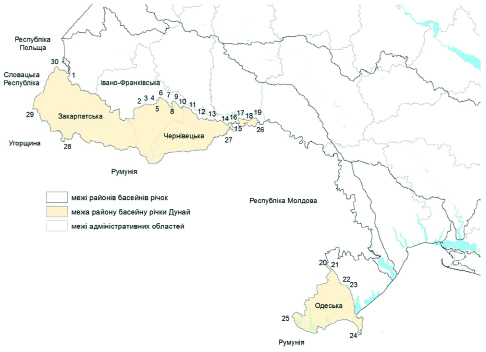 Республіка
Польща
30
1
Словацька
Республіка
Івано-Франківська
2 3 4 5 6 7 8 9 10 11 12 13 14 15 16 17 18 19
26
27
29
Закарпатська
Чернівецька
Угорщина
28
Румунія
Республіка Молдова
межі районів басейнів річок
межа району басейну річки Дунай
межі адміністративних областей
20 21
22
23
Одеська
25
24
Румунія